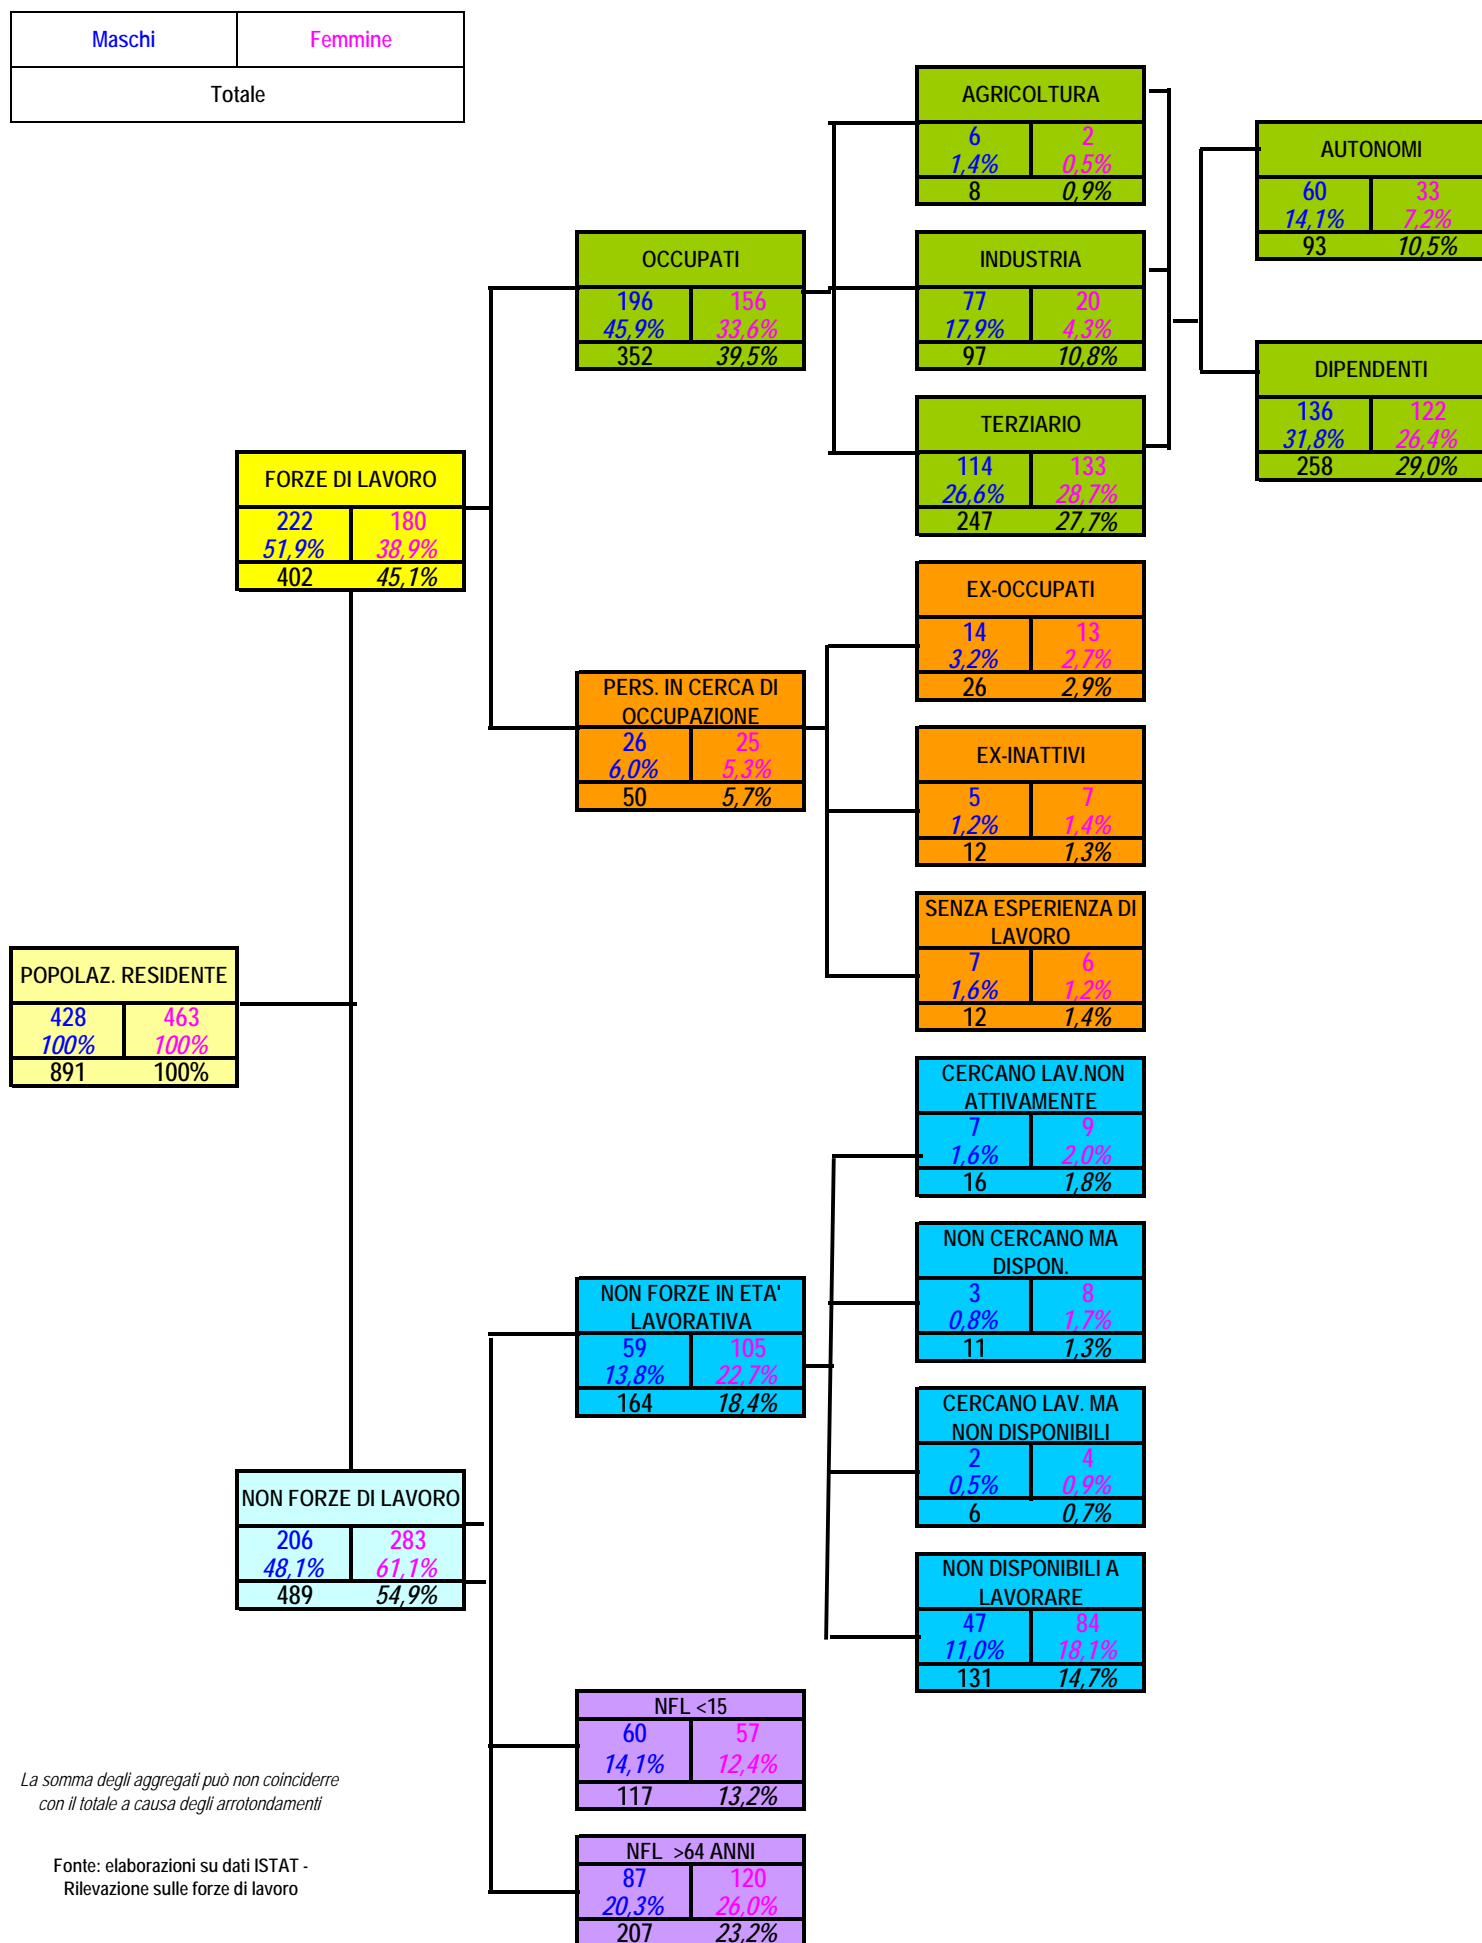 Maschi Femmine
Totale
AGRICOLTURA
6 2
1,4% 0,5%
8 0,9%
AUTONOMI
60 33
14,1% 7,2%
93 10,5%
OCCUPATI
196 156
45,9% 33,6%
352 39,5%
INDUSTRIA
77 20
17,9% 4,3%
97 10,8%
DIPENDENTI
136 122
31,8% 26,4%
258 29,0%
TERZIARIO
114 133
26,6% 28,7%
247 27,7%
FORZE DI LAVORO
222 180
51,9% 38,9%
402 45,1%
EX-OCCUPATI
14 13
3,2% 2,7%
26 2,9%
PERS. IN CERCA DI
OCCUPAZIONE
26 25
6,0% 5,3%
50 5,7%
EX-INATTIVI
5 7
1,2% 1,4%
12 1,3%
SENZA ESPERIENZA DI
LAVORO
7 6
1,6% 1,2%
12 1,4%
POPOLAZ. RESIDENTE
428 463
100% 100%
891 100%
CERCANO LAV.NON
ATTIVAMENTE
7 9
1,6% 2,0%
16 1,8%
NON CERCANO MA
DISPON.
3 8
0,8% 1,7%
11 1,3%
NON FORZE IN ETA'
LAVORATIVA
59 105
13,8% 22,7%
164 18,4%
CERCANO LAV. MA
NON DISPONIBILI
2 4
0,5% 0,9%
6 0,7%
NON FORZE DI LAVORO
206 283
48,1% 61,1%
489 54,9%
NON DISPONIBILI A
LAVORARE
47 84
11,0% 18,1%
131 14,7%
NFL <15
60 57
14,1% 12,4%
117 13,2%
NFL >64 ANNI
87 120
20,3% 26,0%
207 23,2%
La somma degli aggregati può non coinciderre
con il totale a causa degli arrotondamenti
Fonte: elaborazioni su dati ISTAT -
Rilevazione sulle forze di lavoro